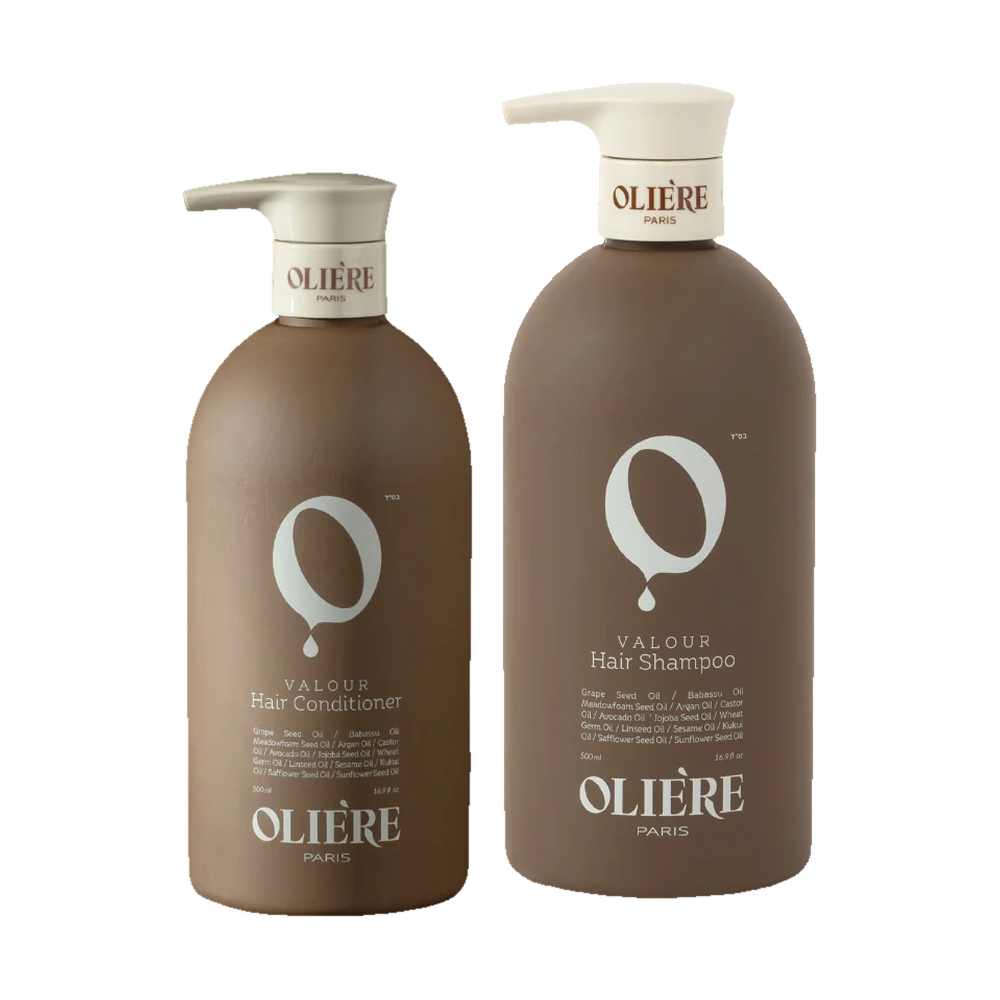 OLIÈRE
PARIS
בס"ד
VALOUR
Hair Conditioner
Grape Seed Oil / Babassu Oil
Meadowfoam Seed Oil / Argan Oil / Castor
Oil / Avocado Oil / Jojoba Seed Oil / Wheat
Germ Oil / Linseed Oil / Sesame Oil / Kukui
Oil / Safflower Seed Oil / Sunflower Seed Oil
500 ml 16.9 fl oz
OLIÈRE
PARIS
OLIÈRE
PARIS
בס"ד
VALOUR
Hair Shampoo
Grape Seed Oil / Babassu Oil
Meadowfoam Seed Oil / Argan Oil / Castor
Oil / Avocado Oil / Jojoba Seed Oil / Wheat
Germ Oil / Linseed Oil / Sesame Oil / Kukui
Oil / Safflower Seed Oil / Sunflower Seed Oil
500 ml 16.9 fl oz
OLIÈRE
PARIS